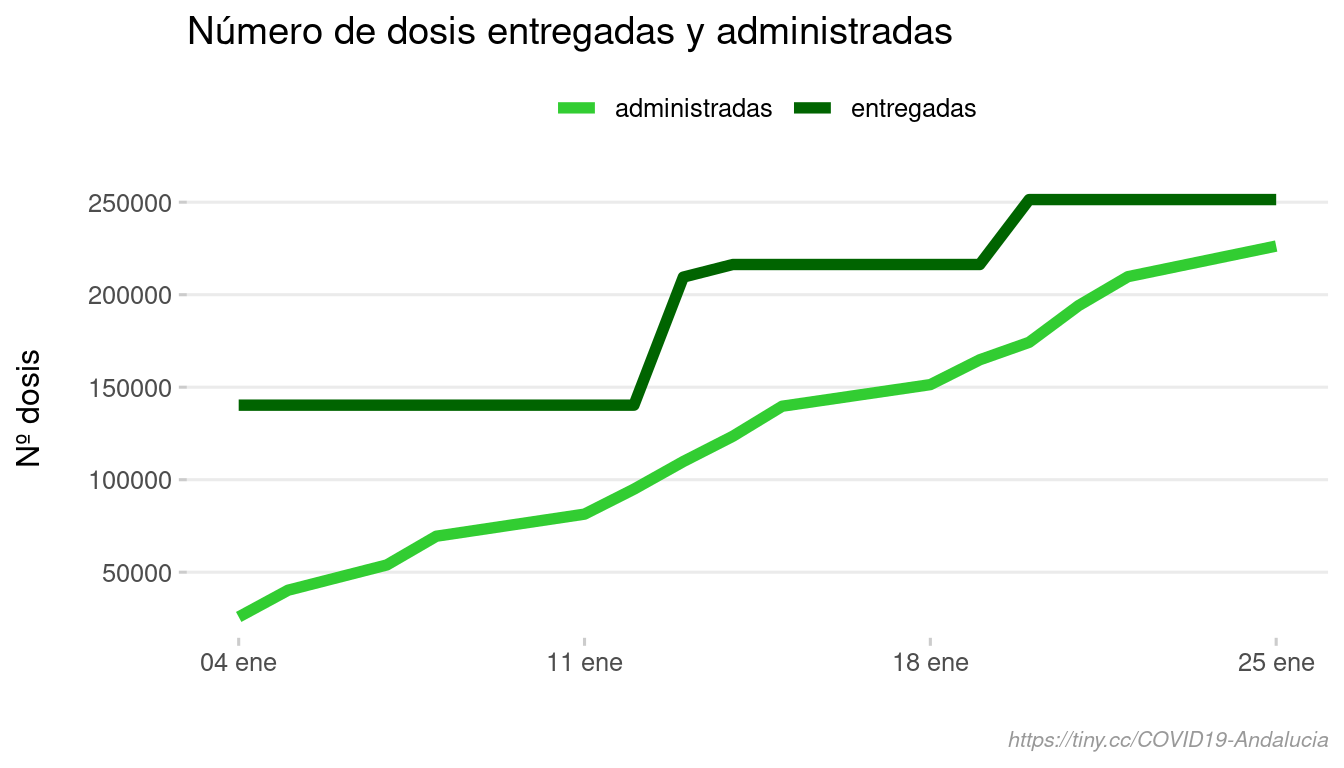 Número de dosis entregadas y administradas
administradas entregadas
250000
200000
150000
100000
50000
Nº dosis
04 ene 11 ene 18 ene 25 ene
https://tiny.cc/COVID19-Andalucia